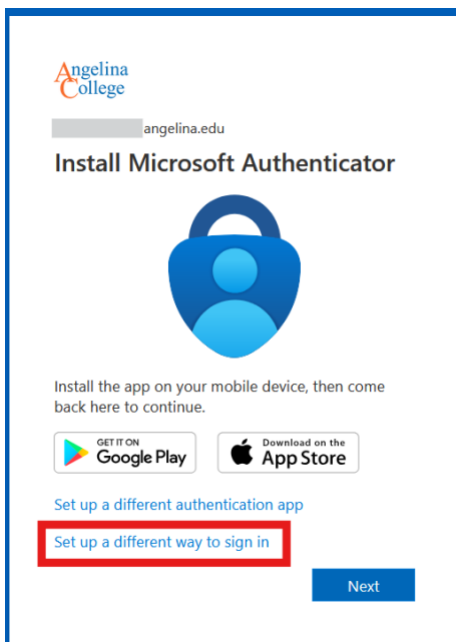 Angelina
College
angelina.edu
Install Microsoft Authenticator
Install the app on your mobile device, then come
back here to continue.
GET IT ON
Google Play
Download on the
App Store
Set up a different authentication app
Set up a different way to sign in
Next